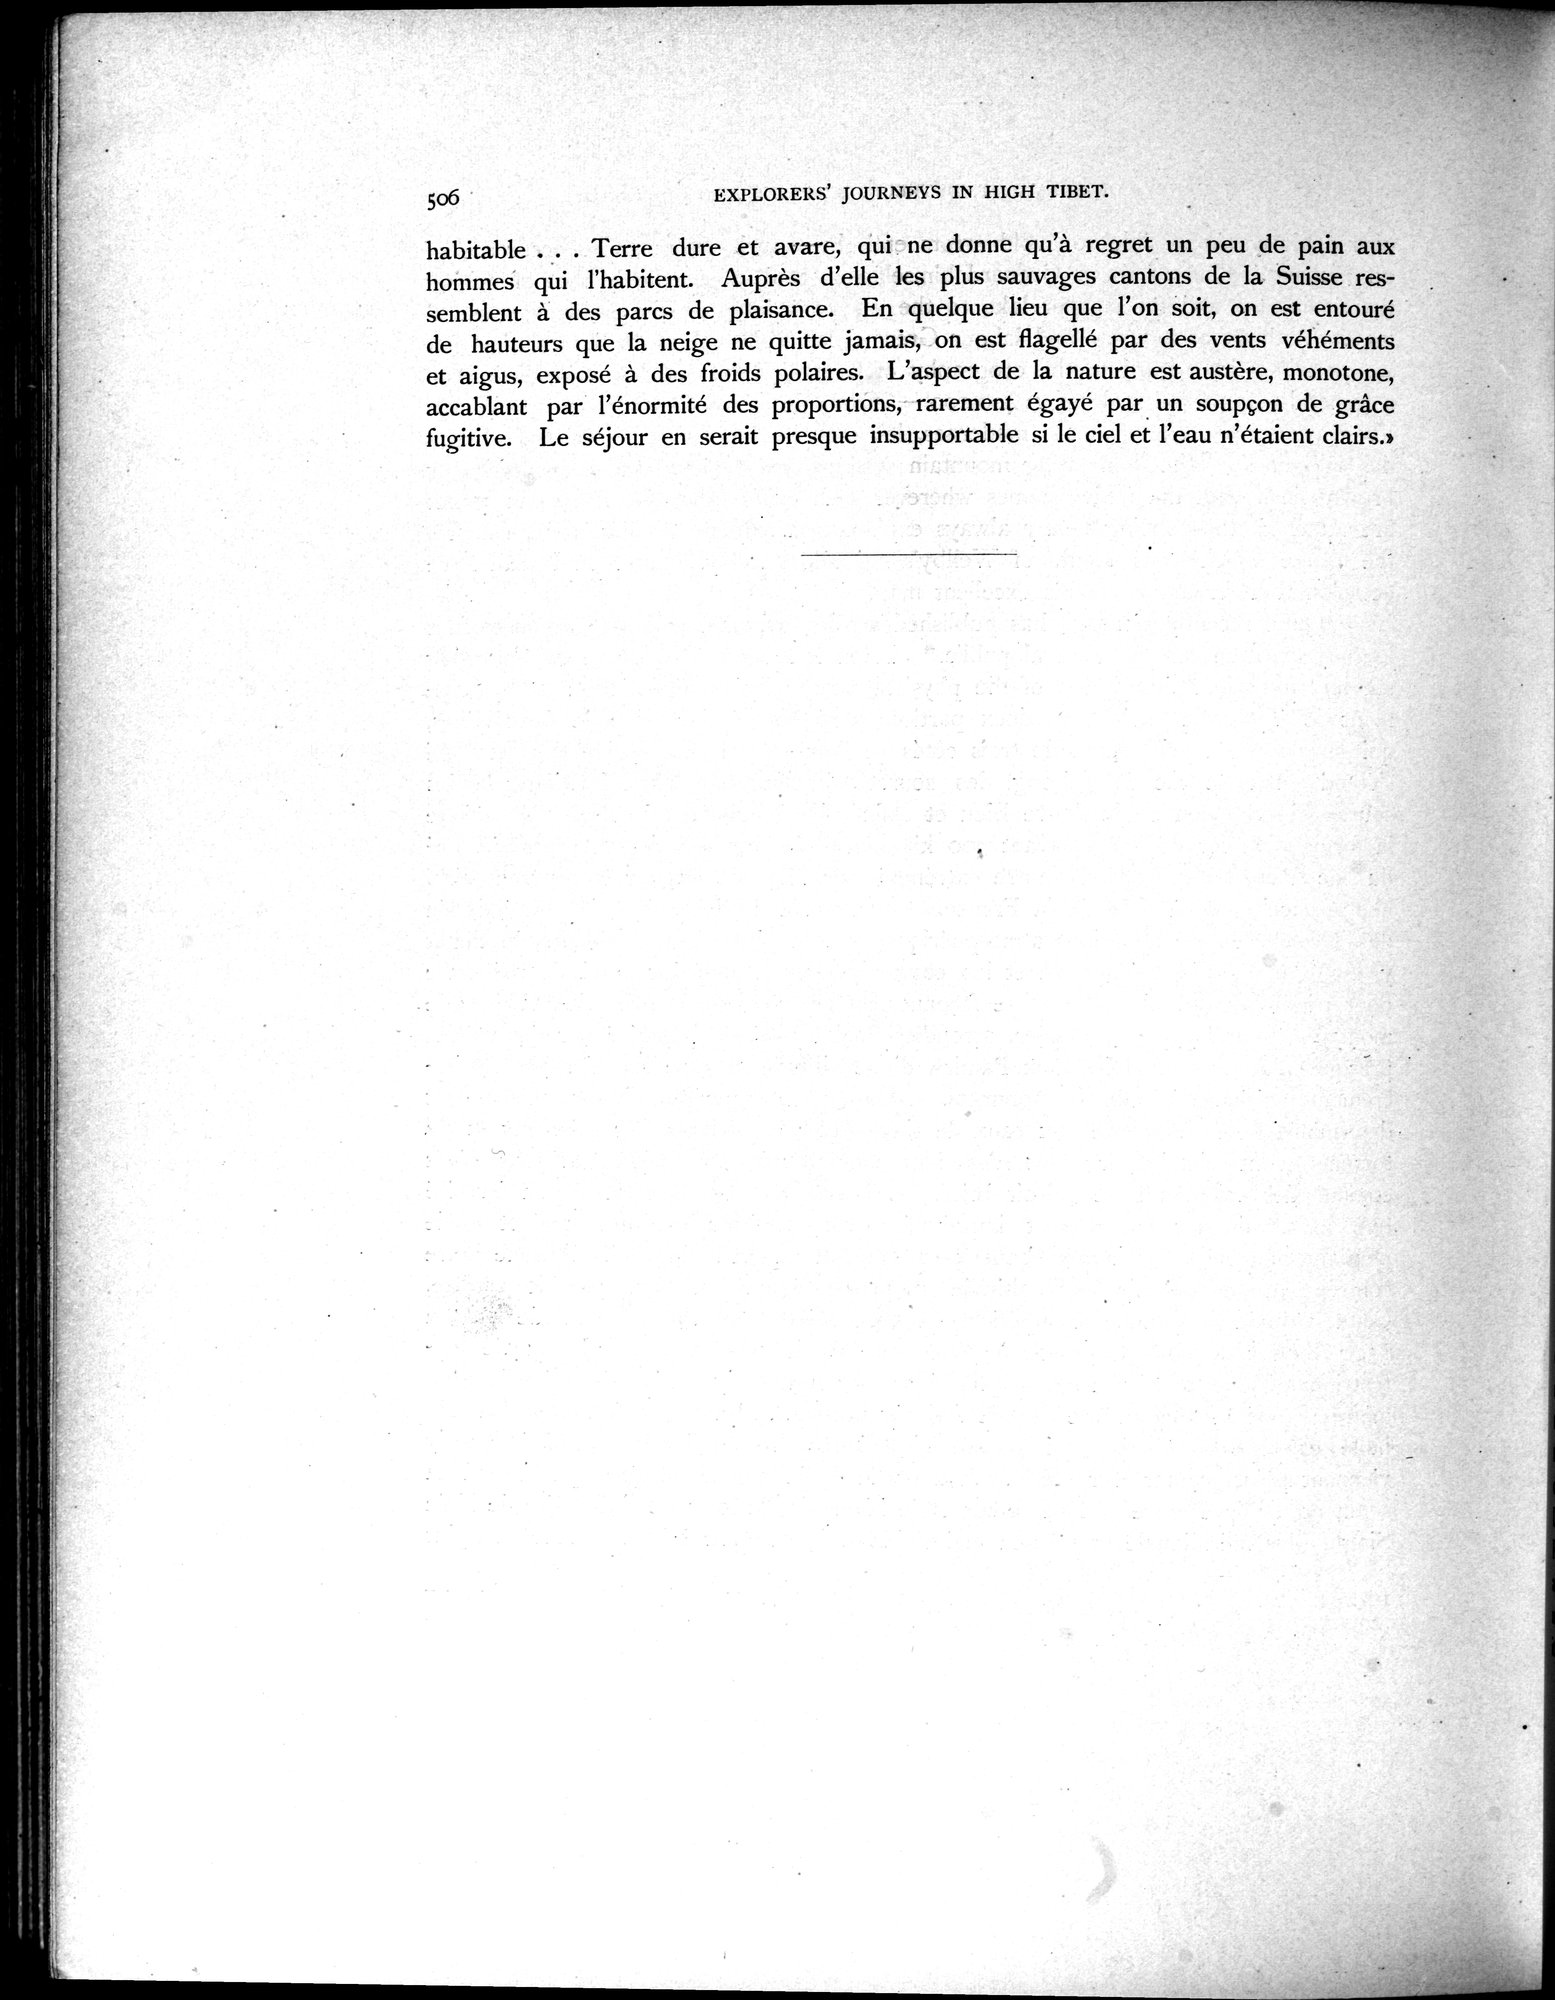 506 EXPLORERS' JOURNEYS IN HIGH TIBET.
habitable . . . Terre dure et avare, qui ne donne qu'à regret un peu de pain aux
hommes qui l'habitent. Auprès d'elle les plus sauvages cantons de la Suisse res-
semblent à des parcs de plaisance. En quelque lieu que l'on soit, on est entouré
de hauteurs que la neige ne quitte jamais, on est flagellé par des vents véhéments
et aigus, exposé à des froids polaires. L'aspect de la nature est austère, monotone,
accablant par l'énormité des proportions, rarement égayé par un soupçon de grâce
fugitive. Le séjour en serait presque insupportable si le ciel et l'eau n'étaient clairs.»